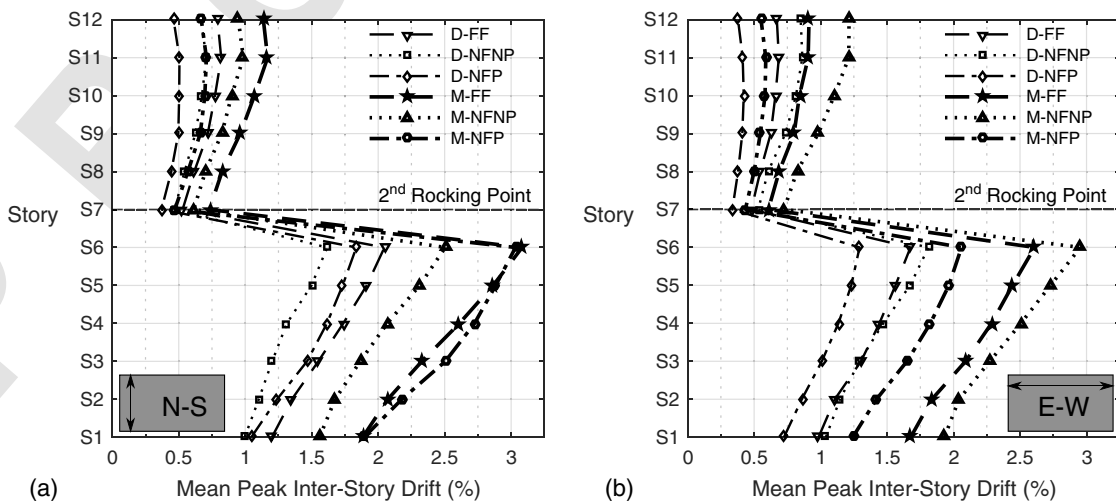 S12
S11
S10
S9
S8
S7
S6
S5
S4
S3
S2
S1
Story
D-FF
D-NFNP
D-NFP
M-FF
M-NFNP
M-NFP
2nd Rocking Point
N-S
0 0.5 1 1.5 2 2.5 3
Mean Peak Inter-Story Drift (%)
(a)
S12
S11
S10
S9
S8
S7
S6
S5
S4
S3
S2
S1
Story
D-FF
D-NFNP
D-NFP
M-FF
M-NFNP
M-NFP
2nd Rocking Point
E-W
0 0.5 1 1.5 2 2.5 3
Mean Peak Inter-Story Drift (%)
(b)